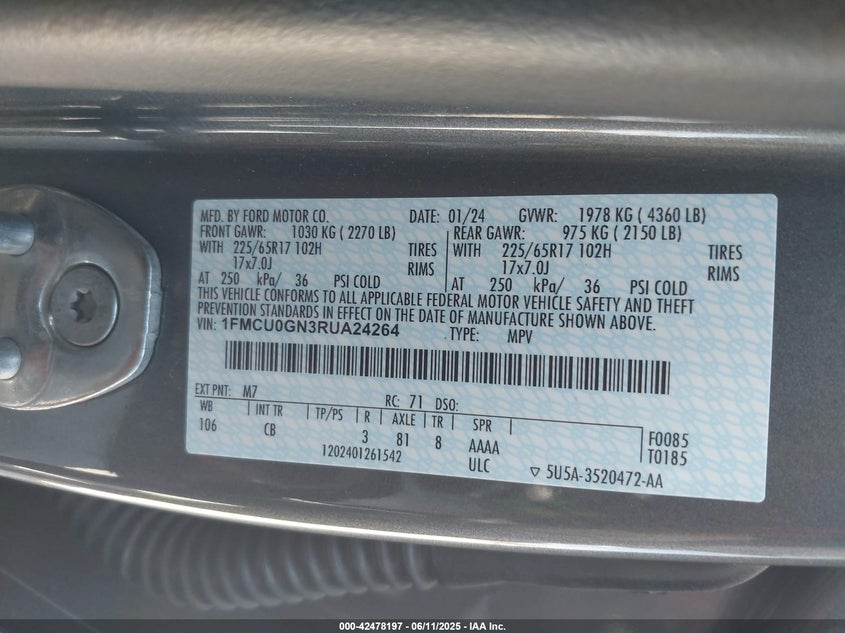 MFD. BY FORD MOTOR CO. DATE: 01/24 GVWR: 1978 KG ( 4360 LB)
FRONT GAWR: 1030 KG ( 2270 LB) REAR GAWR: 975 KG ( 2150 LB)
WITH 225/65R17 102H TIRES WITH 225/65R17 102H TIRES
17x7.0J RIMS 17x7.0J RIMS
AT 250 kPa/ 36 PSI COLD AT 250 kPa/ 36 PSI COLD
THIS VEHICLE CONFORMS TO ALL APPLICABLE FEDERAL MOTOR VEHICLE SAFETY AND THEFT
PREVENTION STANDARDS IN EFFECT ON THE DATE OF MANUFACTURE SHOWN ABOVE.
VIN: 1FMCU0GN3RUA24264 TYPE: MPV
EXT PNT: M7 RC: 71 DSO:
WB INT TR TP/PS R AXLE TR SPR
106 CB 3 81 8 AAAA F0085
1202401261542 ULC T0185
▽ 5U5A-3520472-AA
000-42478197 - 06/11/2025 - IAA Inc.